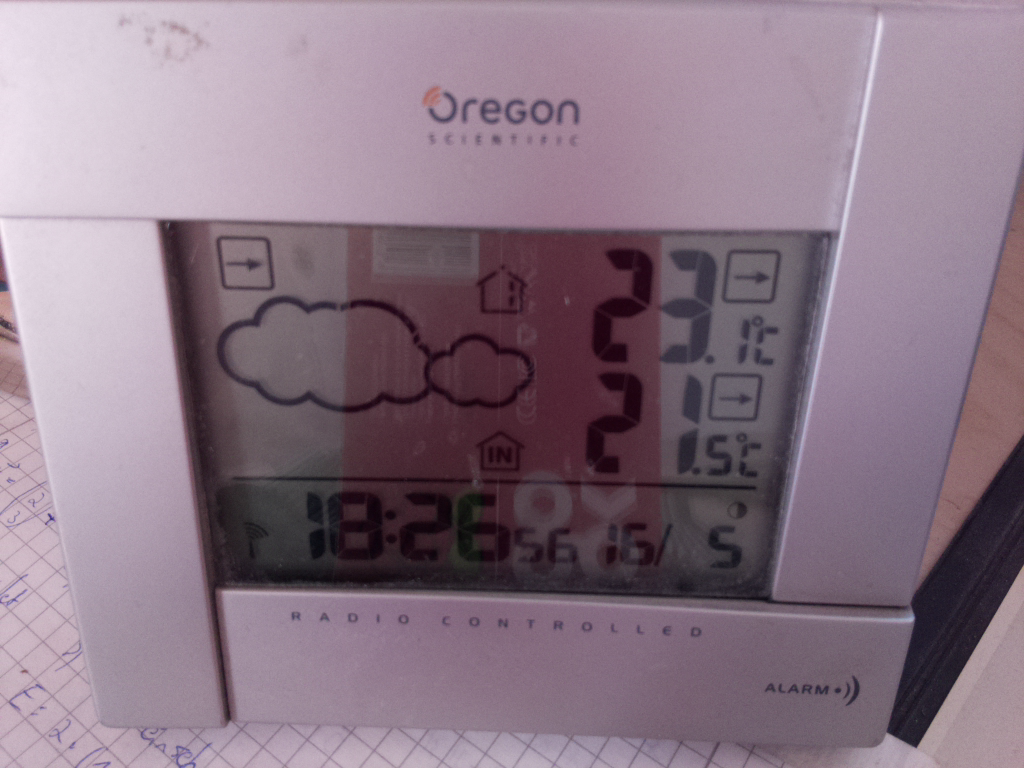 Oregon
SCIENTIFIC
23.1°C
IN 21.5°C
18:26 56 16/ 5
RADIO CONTROLLED
ALARM